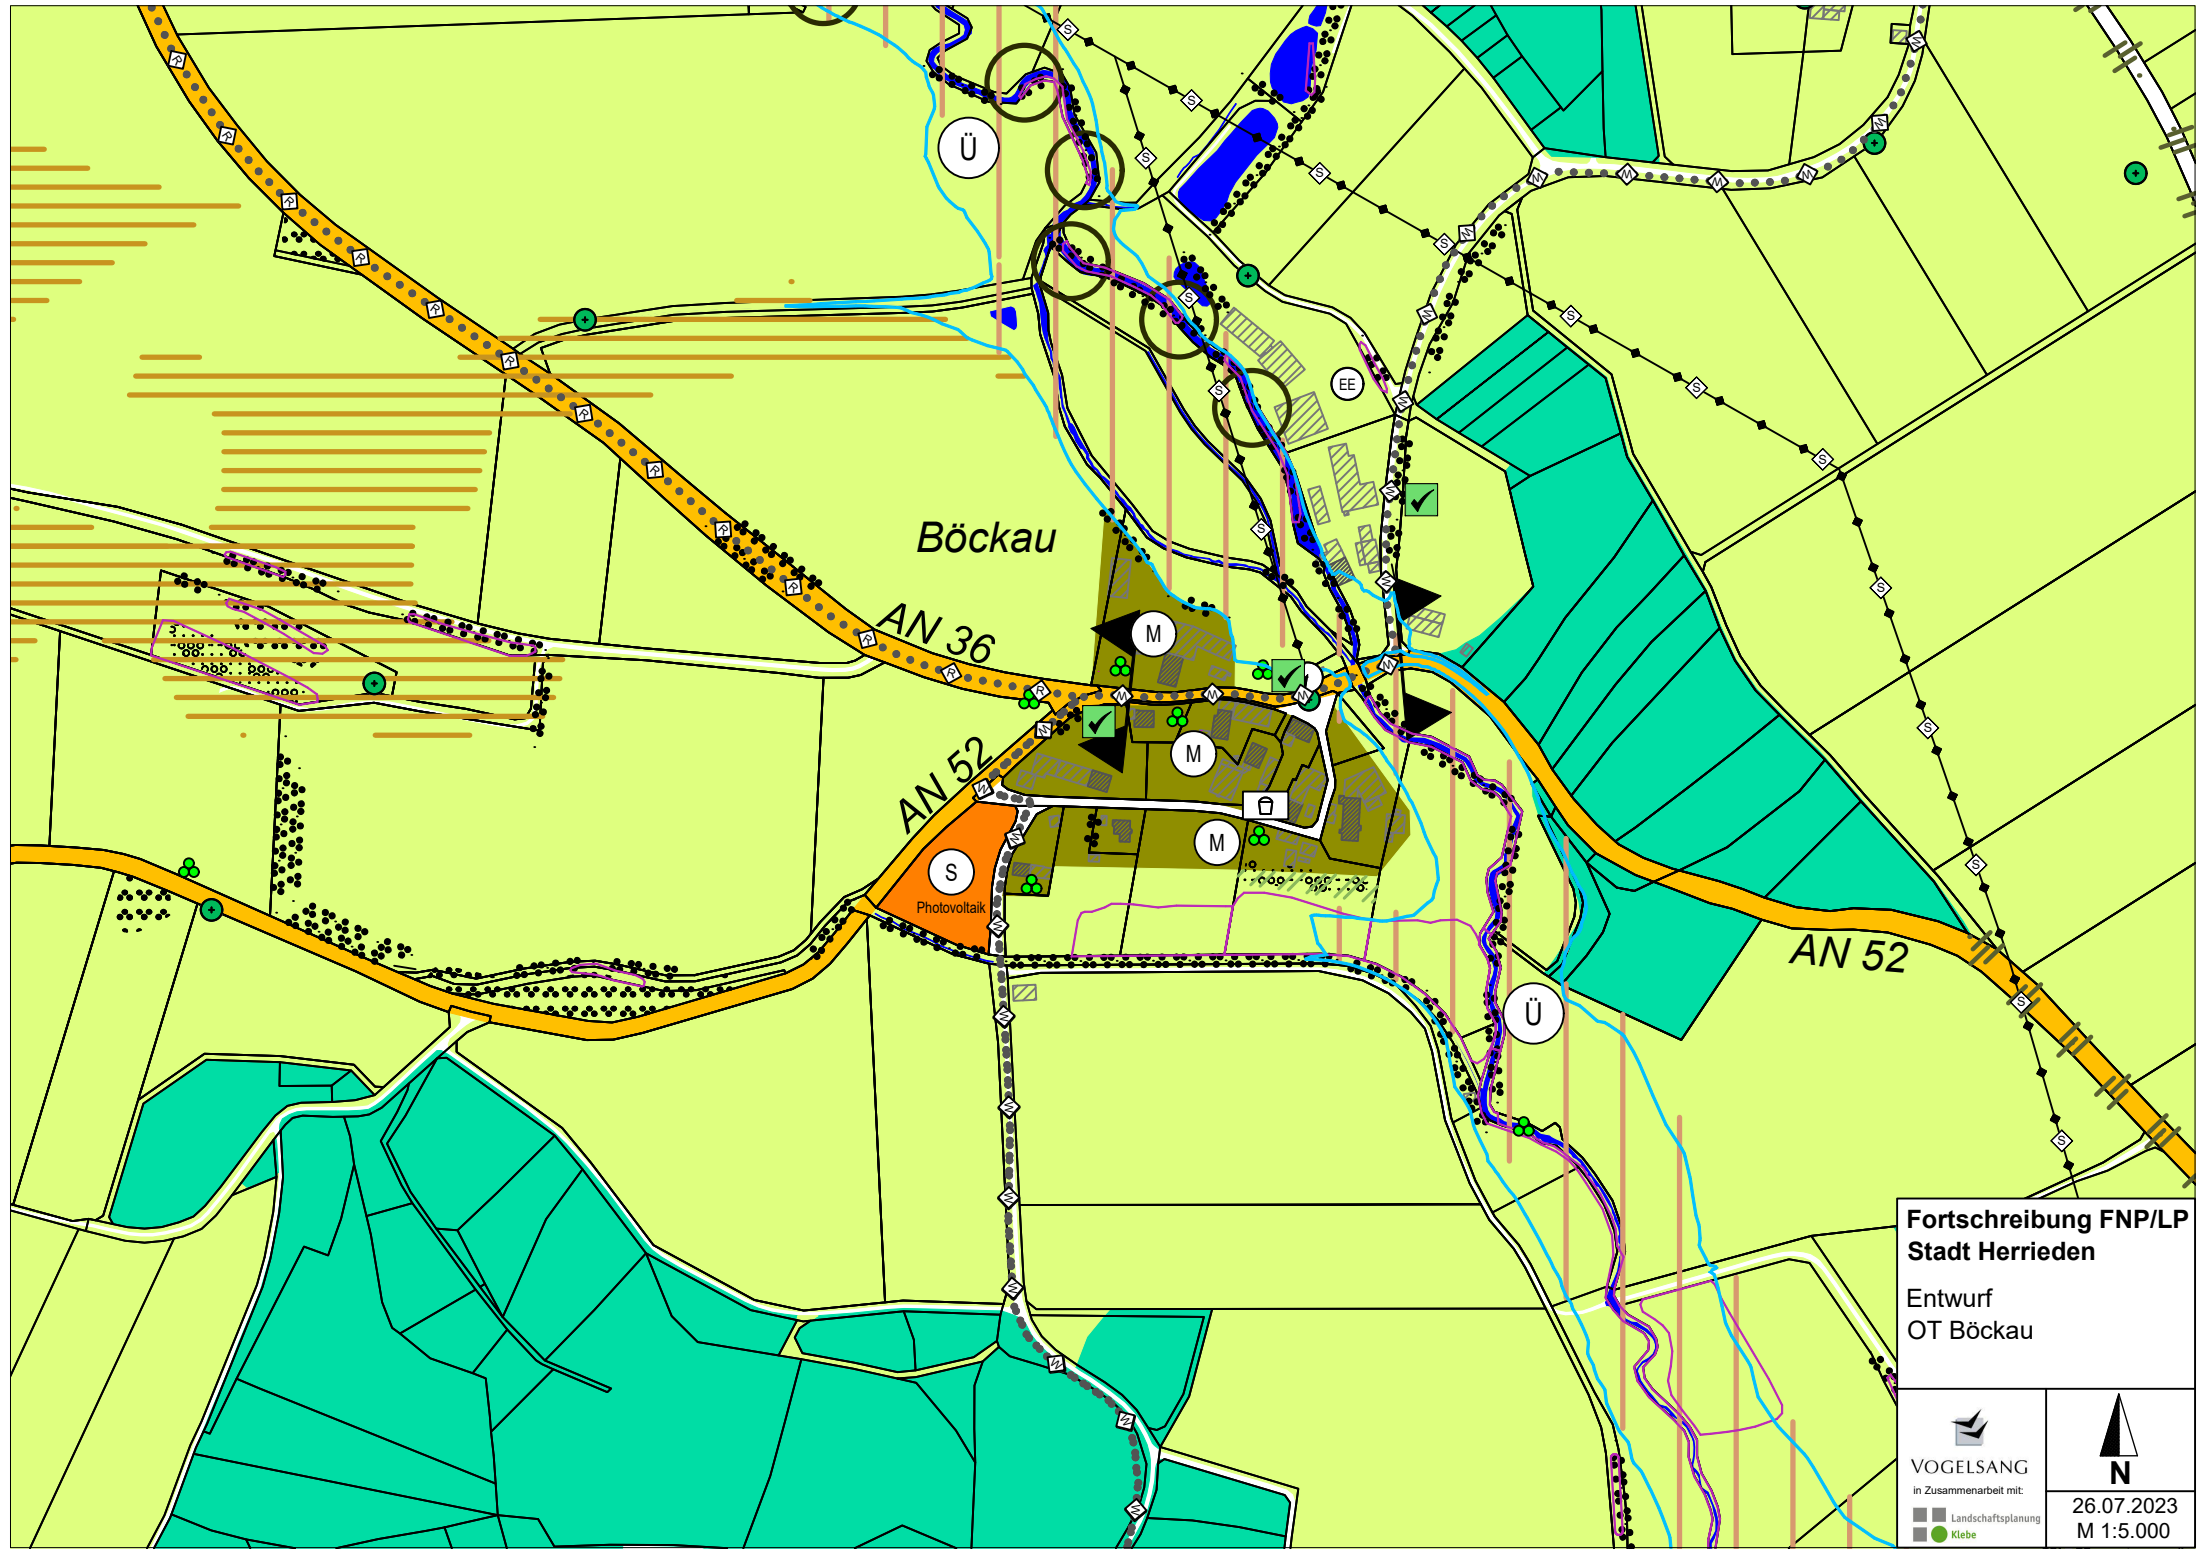 Ü
EE
Böckau
AN 36
M
M
AN 52
M
S
Photovoltaik
AN 52
Ü
Fortschreibung FNP/LP
Stadt Herrieden
Entwurf
OT Böckau
VOGELSANG
in Zusammenarbeit mit:
Landschaftsplanung
Klebe
N
26.07.2023
M 1:5.000